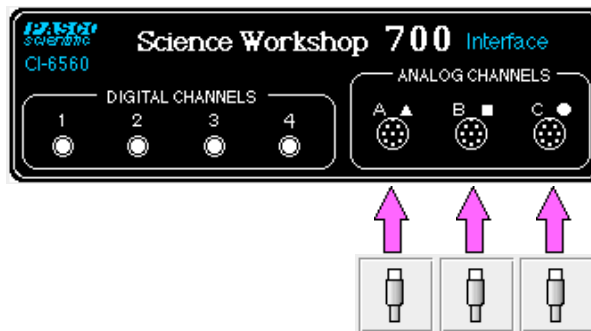 PASCO
scientific
CI-6560
Science Workshop 700 Interface
DIGITAL CHANNELS
1 2 3 4
ANALOG CHANNELS
A B C